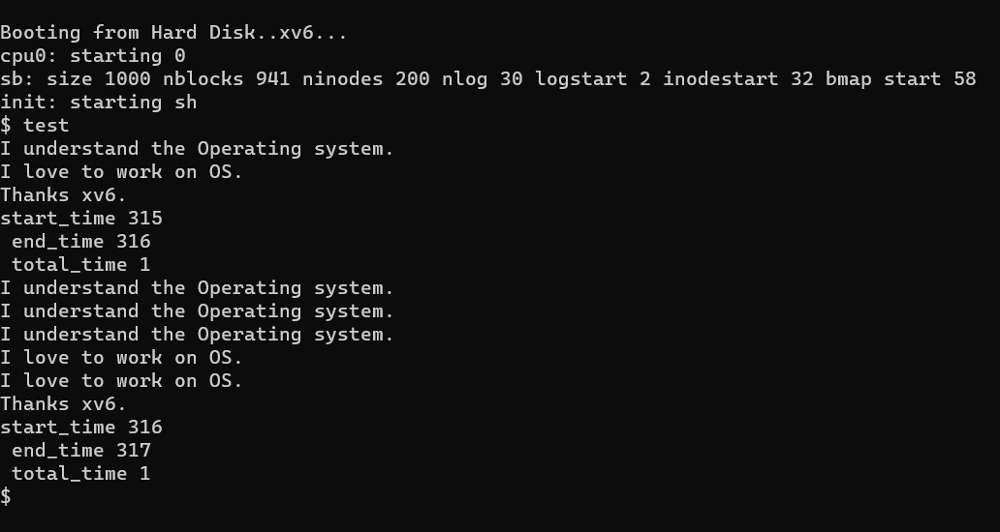 Booting from Hard Disk..xv6...
cpu0: starting 0
sb: size 1000 nblocks 941 ninodes 200 nlog 30 logstart 2 inodestart 32 bmap start 58
init: starting sh
$ test
I understand the Operating system.
I love to work on OS.
Thanks xv6.
start_time 315
 end_time 316
 total_time 1
I understand the Operating system.
I understand the Operating system.
I understand the Operating system.
I love to work on OS.
I love to work on OS.
Thanks xv6.
start_time 316
 end_time 317
 total_time 1
$